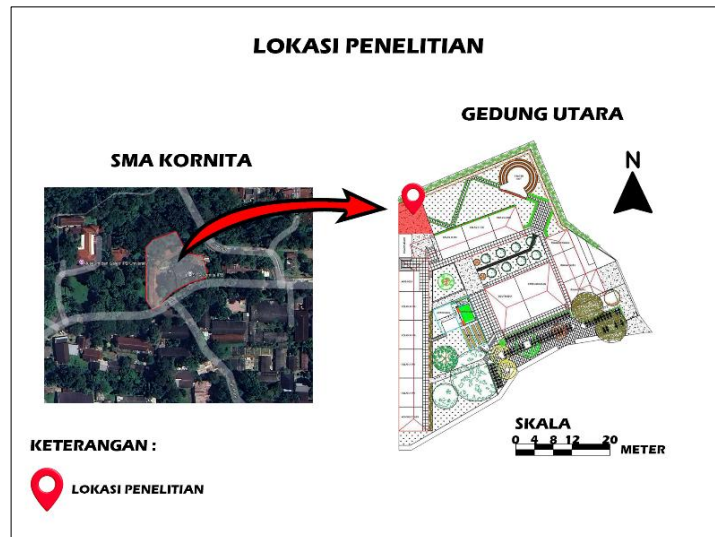 LOKASI PENELITIAN
GEDUNG UTARA
SMA KORNITA
N
SKALA
0 4 8 12 20
METER
KETERANGAN :
LOKASI PENELITIAN